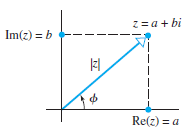 z = a + bi
Im(z) = b
|z|
ϕ
Re(z) = a